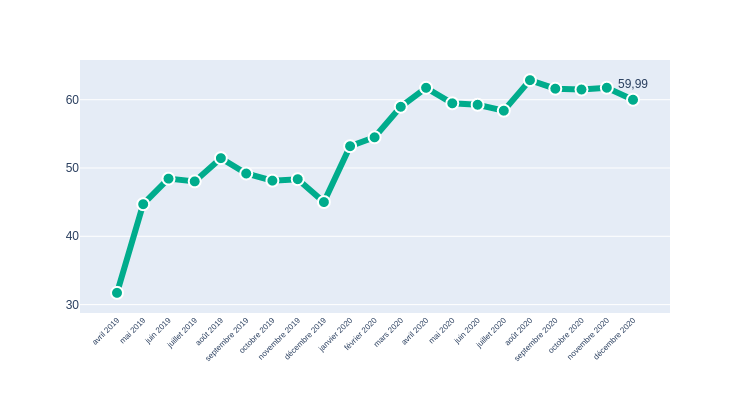 59,99
60
50
40
30
avril 2019
mai 2019
juin 2019
juillet 2019
août 2019
septembre 2019
octobre 2019
novembre 2019
décembre 2019
janvier 2020
février 2020
mars 2020
avril 2020
mai 2020
juin 2020
juillet 2020
août 2020
septembre 2020
octobre 2020
novembre 2020
décembre 2020